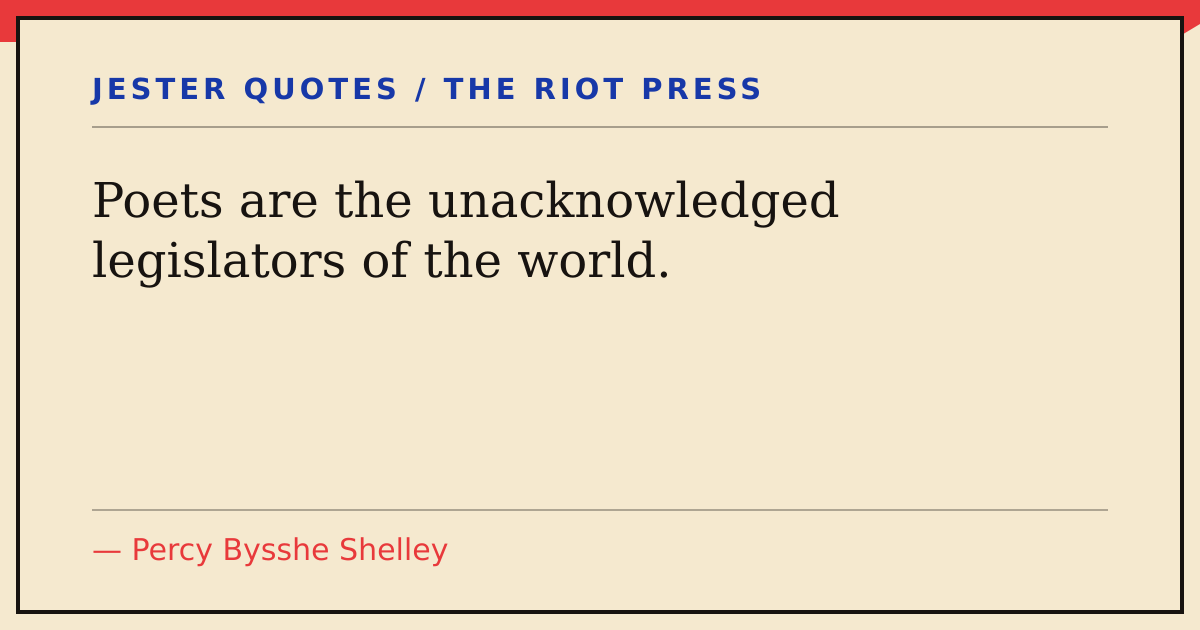 JESTER QUOTES / THE RIOT PRESS
Poets are the unacknowledged
legislators of the world.
— Percy Bysshe Shelley